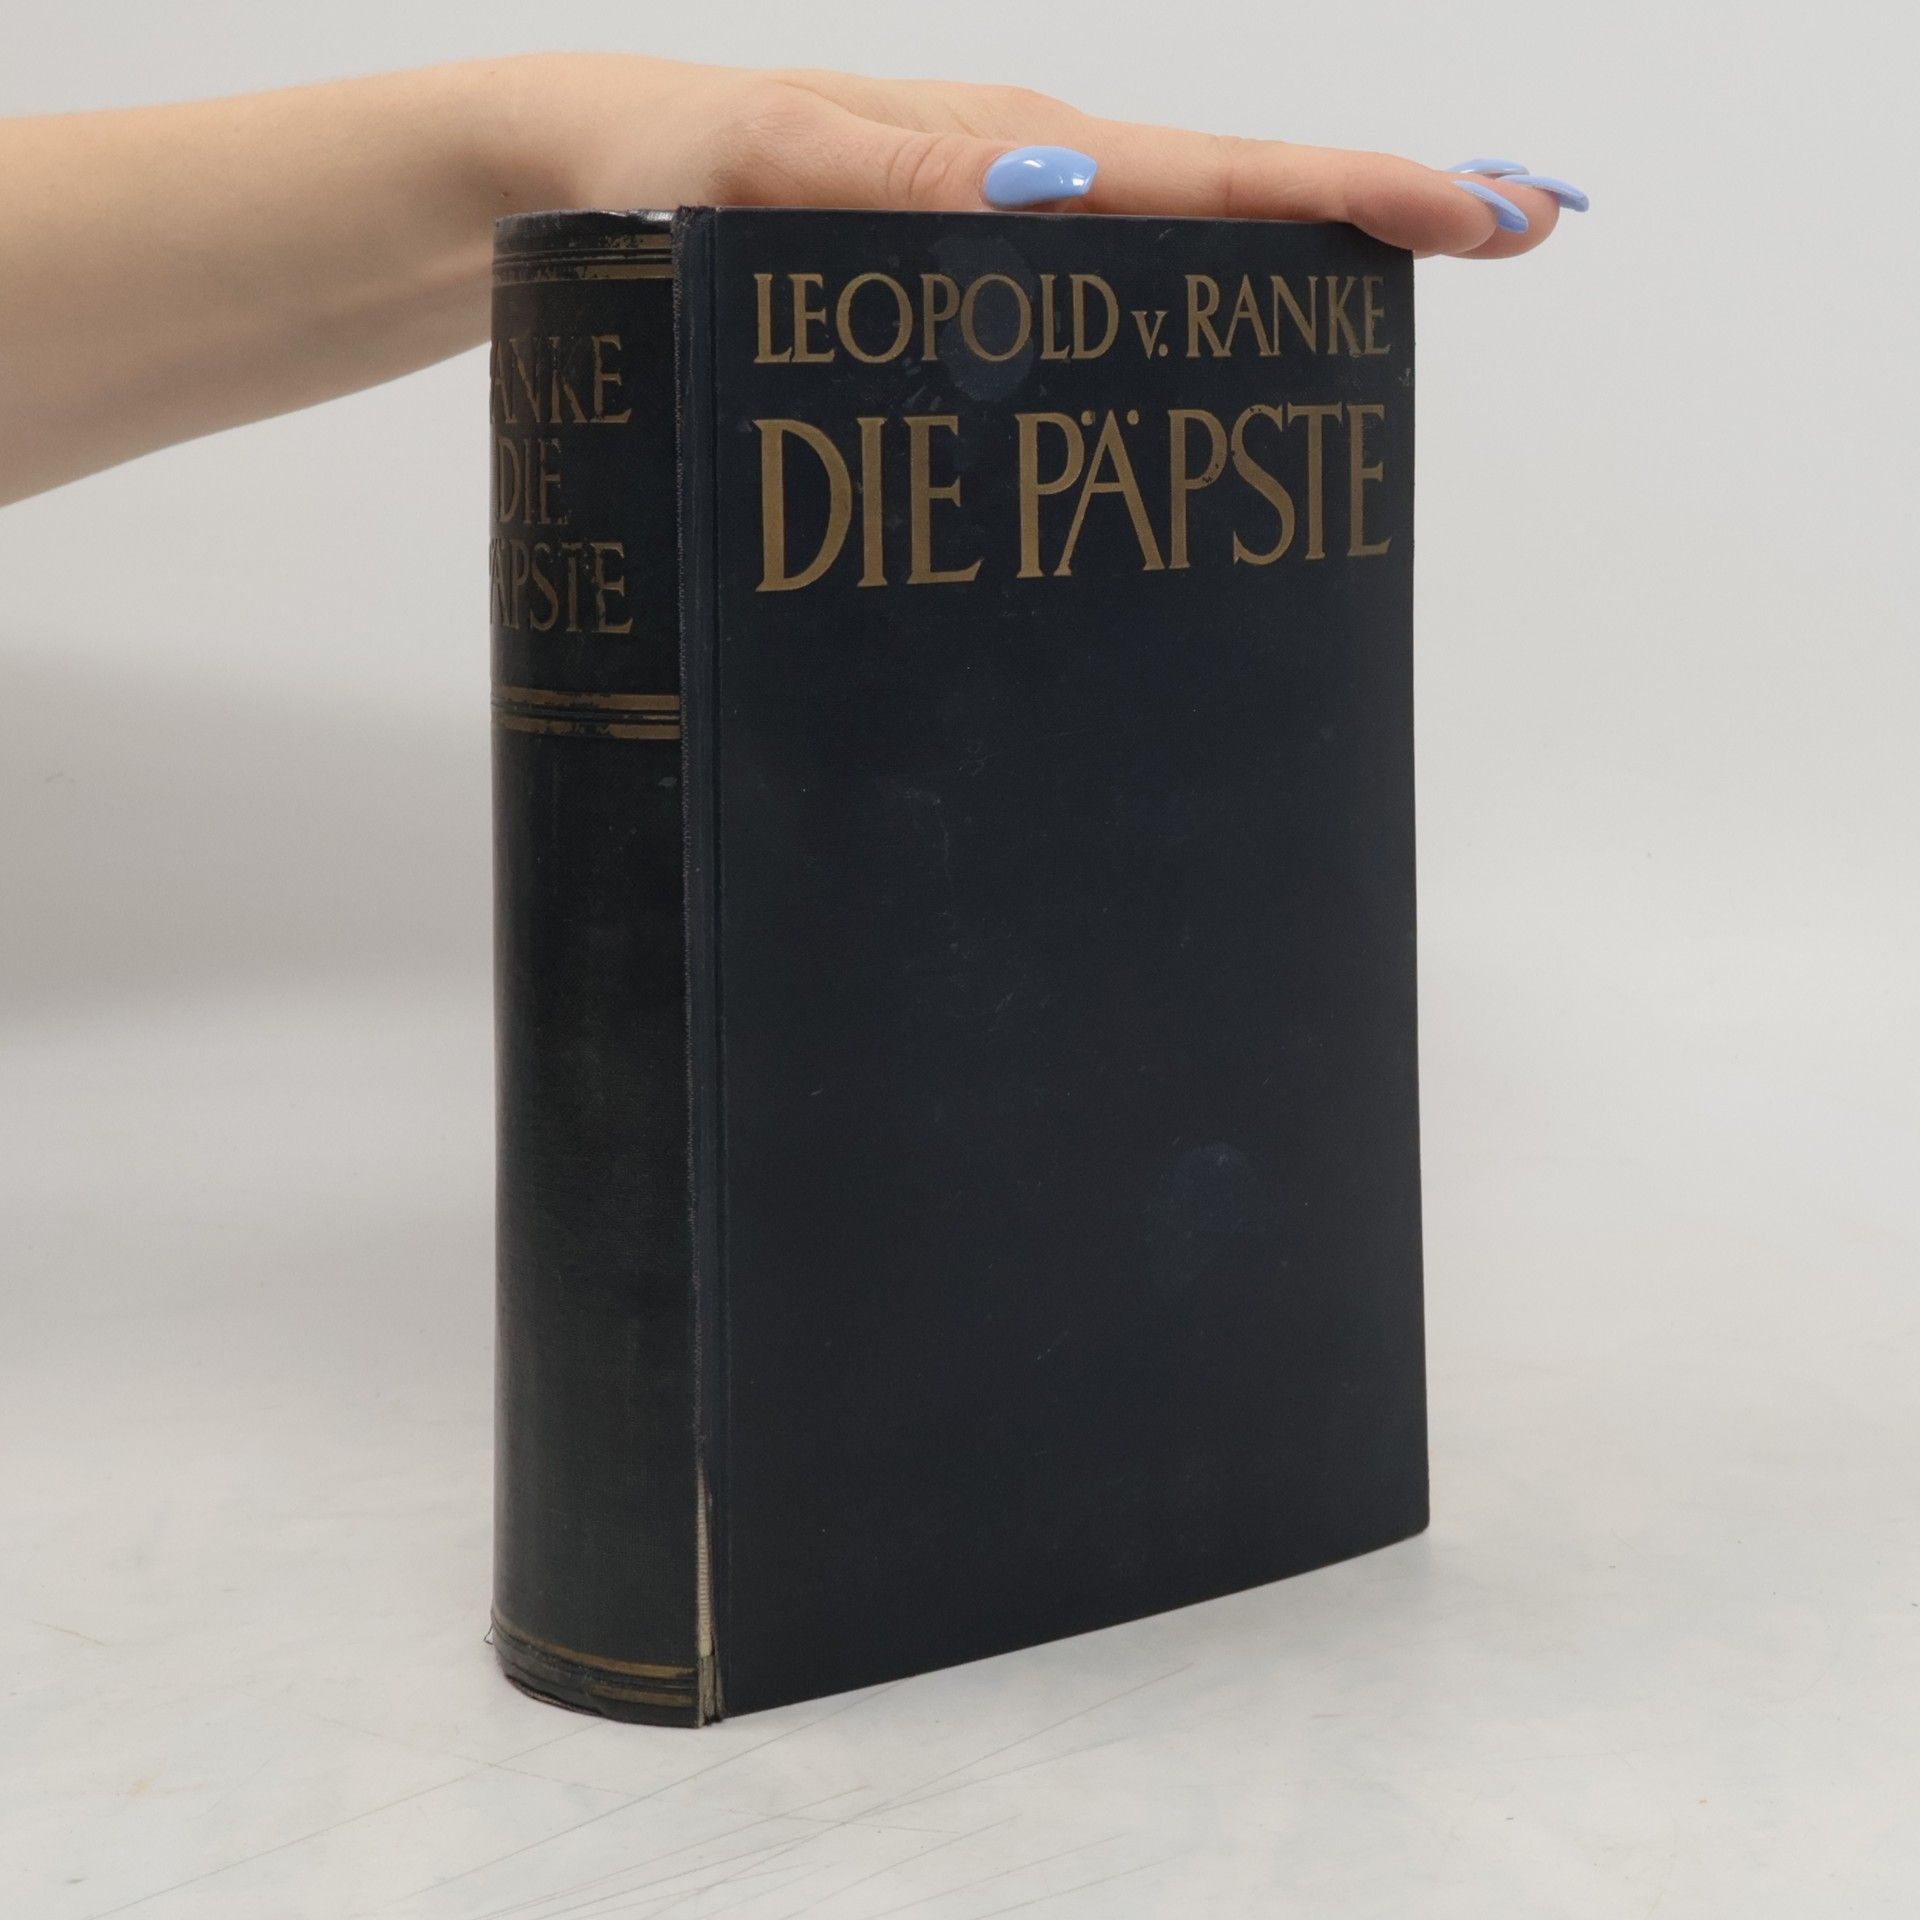 LEOPOLD v. RANKE
DIE PÄPSTE
RANKE
DIE
PÄPSTE